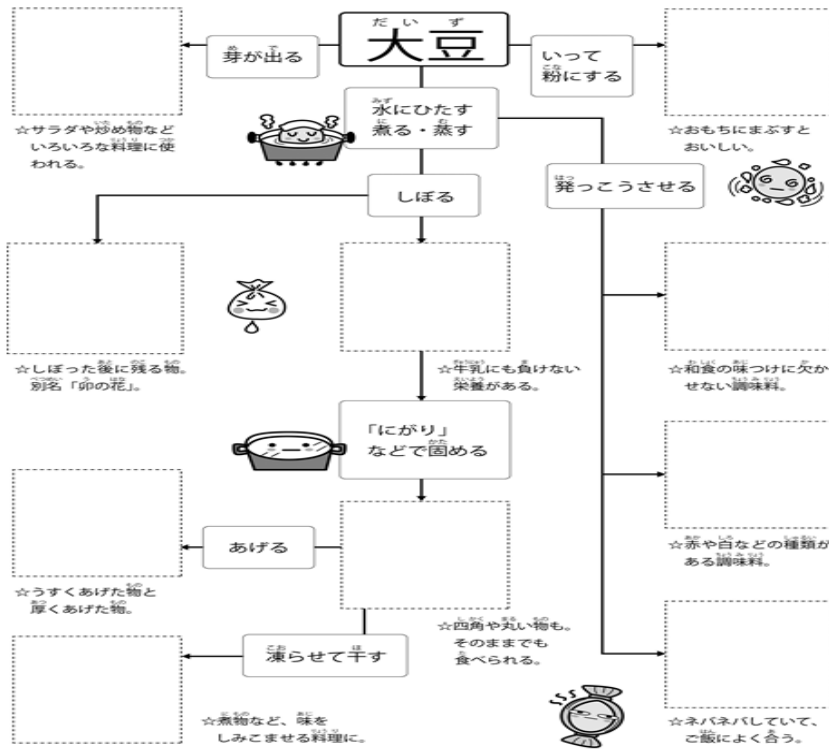 大豆
芽が出る
いって
粉にする
水にひたす
煮る・蒸す
☆サラダや炒め物など
いろいろな料理に使
われる。
☆おもちにまぶすと
おいしい。
しぼる
発っこうさせる
☆しぼった後に残る物。
別名「卯の花」。
☆牛乳にも負けない
栄養がある。
☆和食の味つけに欠か
せない調味料。
「にがり」
などで固める
あげる
☆うすくあげた物と
厚くあげた物。
☆赤や白などの種類が
ある調味料。
☆四角や丸い物も。
そのままでも
食べられる。
凍らせて干す
☆煮物など、味を
しみこませる料理に。
☆ネバネバしていて、
ご飯によく合う。